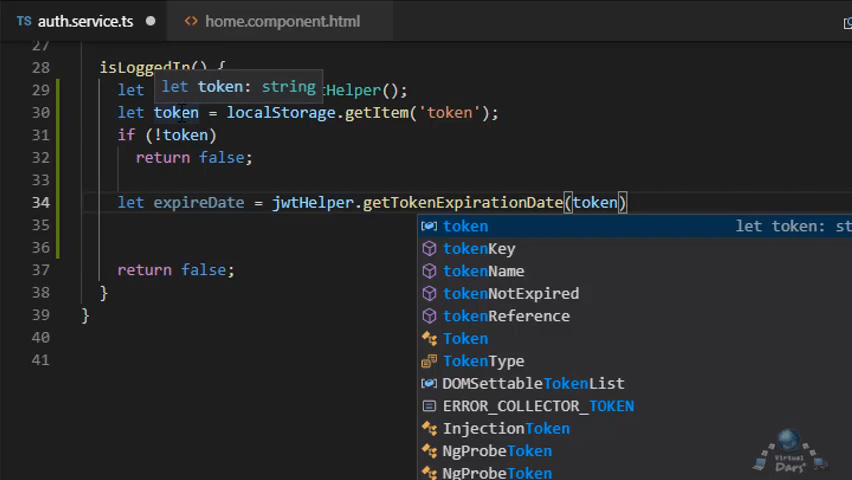 TS auth.service.ts home.component.html
27
28 isLoggedIn() {
let token: string
29 let tHelper();
30 let token = localStorage.getItem('token');
31 if (!token)
32 return false;
33
34 let expireDate = jwtHelper.getTokenExpirationDate(token)
35
token let token: st
36
tokenKey
tokenName
37 return false;
tokenNotExpired
38 }
tokenReference
39 }
40
Token
41
TokenType
DOMSettableTokenList
ERROR_COLLECTOR_TOKEN
InjectionToken
NgProbeToken
NgProbeToken
Virtual
Dars